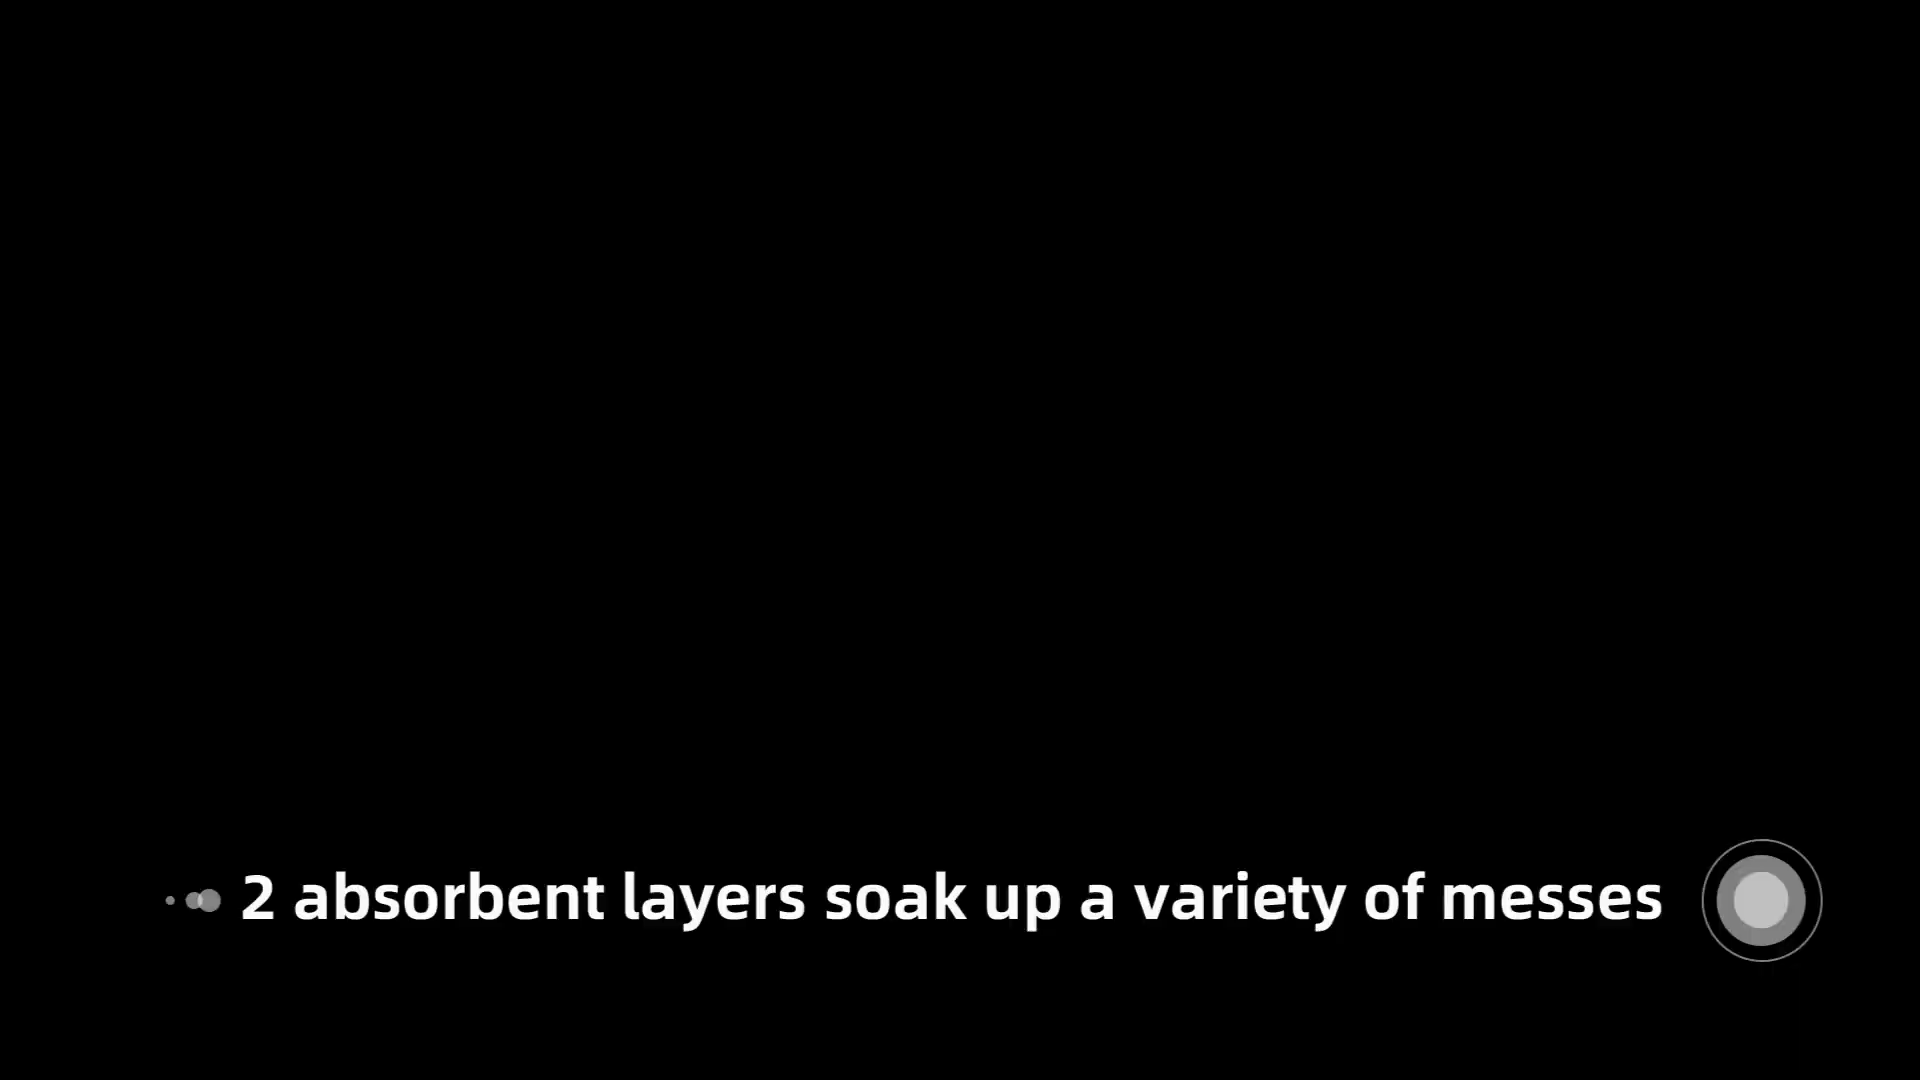 2 absorbent layers soak up a variety of messes